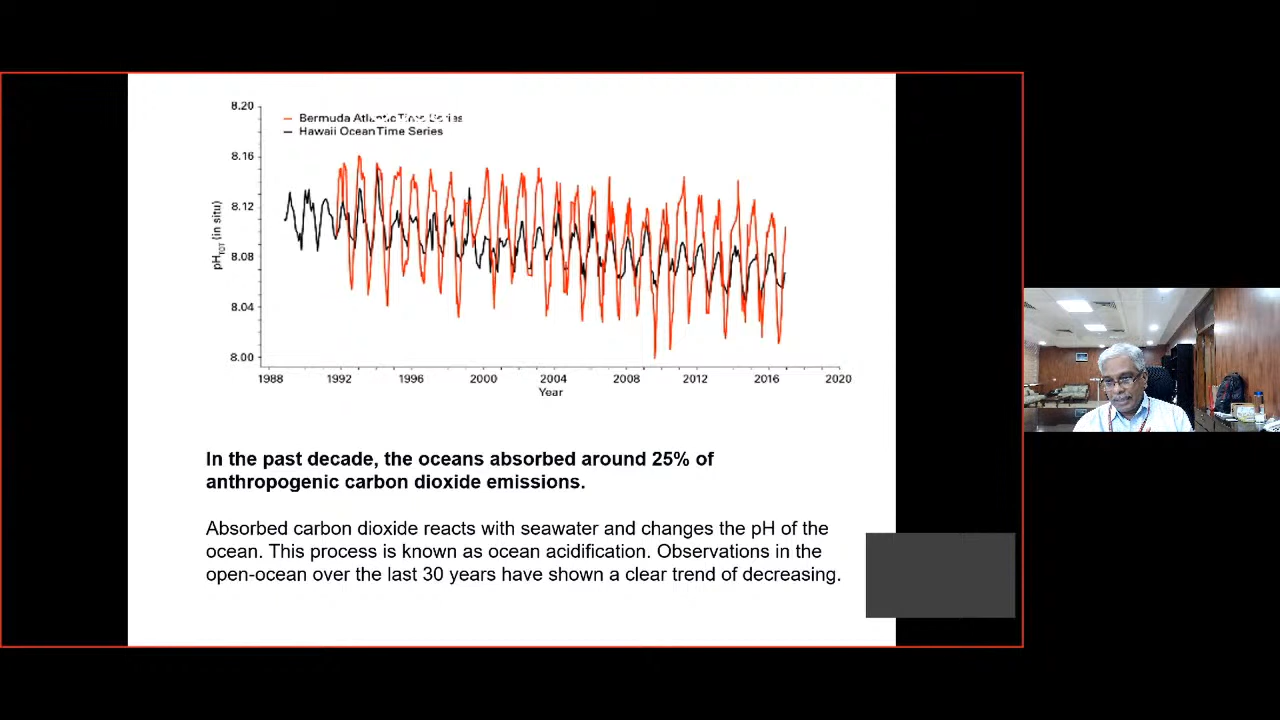 8.20
Bermuda Atlantic Time Series
Hawaii Ocean Time Series
8.16
8.12
8.08
8.04
8.00
pH TOT (in situ)
1988 1992 1996 2000 2004 2008 2012 2016 2020
Year
In the past decade, the oceans absorbed around 25% of
anthropogenic carbon dioxide emissions.
Absorbed carbon dioxide reacts with seawater and changes the pH of the
ocean. This process is known as ocean acidification. Observations in the
open-ocean over the last 30 years have shown a clear trend of decreasing.